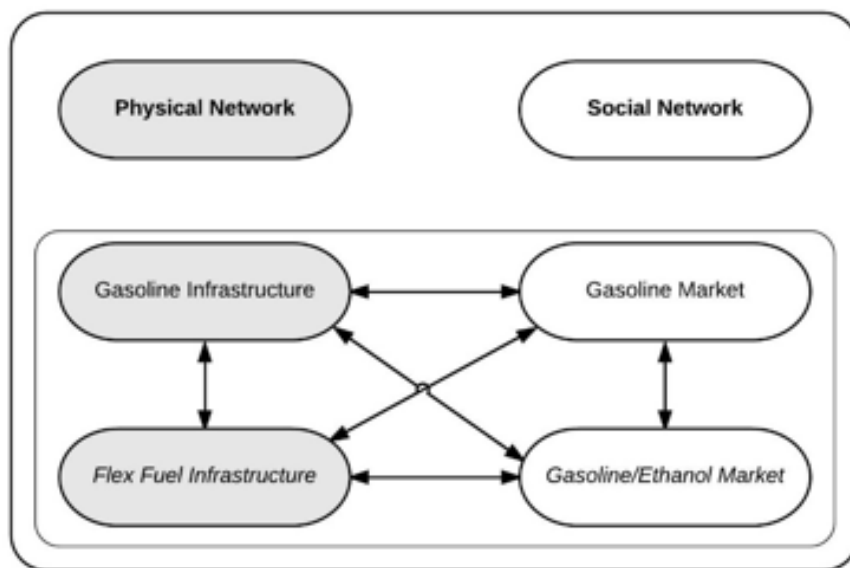 Physical Network
Social Network
Gasoline Infrastructure
Gasoline Market
Flex Fuel Infrastructure
Gasoline/Ethanol Market